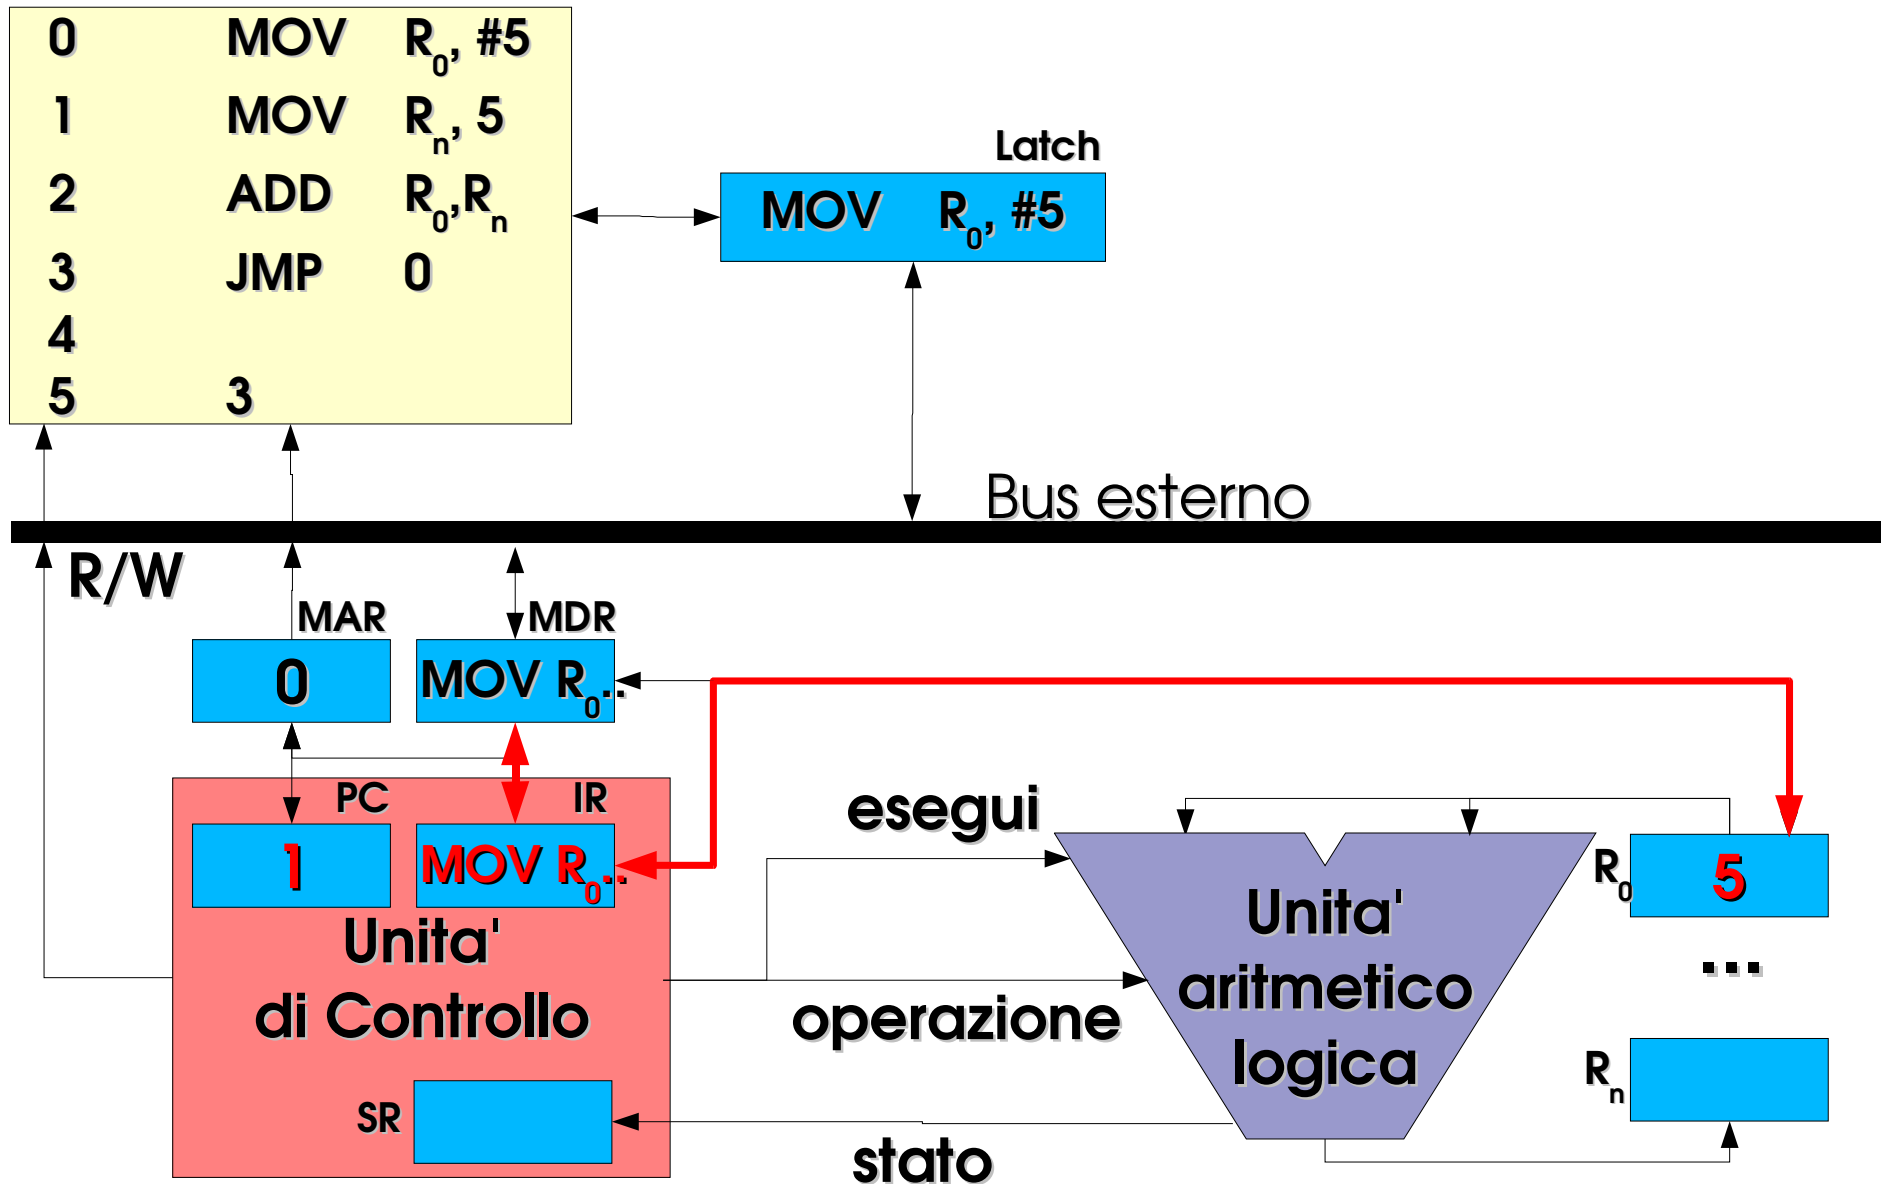 0 MOV R0, #5
1 MOV Rn, 5
2 ADD R0,Rn
3 JMP 0
4
5 3
Latch
MOV R0, #5
Bus esterno
R/W
MAR
MDR
0
MOV R0..
PC
IR
1
MOV R0..
Unita'
di Controllo
SR
esegui
operazione
stato
Unita'
aritmetico
logica
R0
5
...
Rn